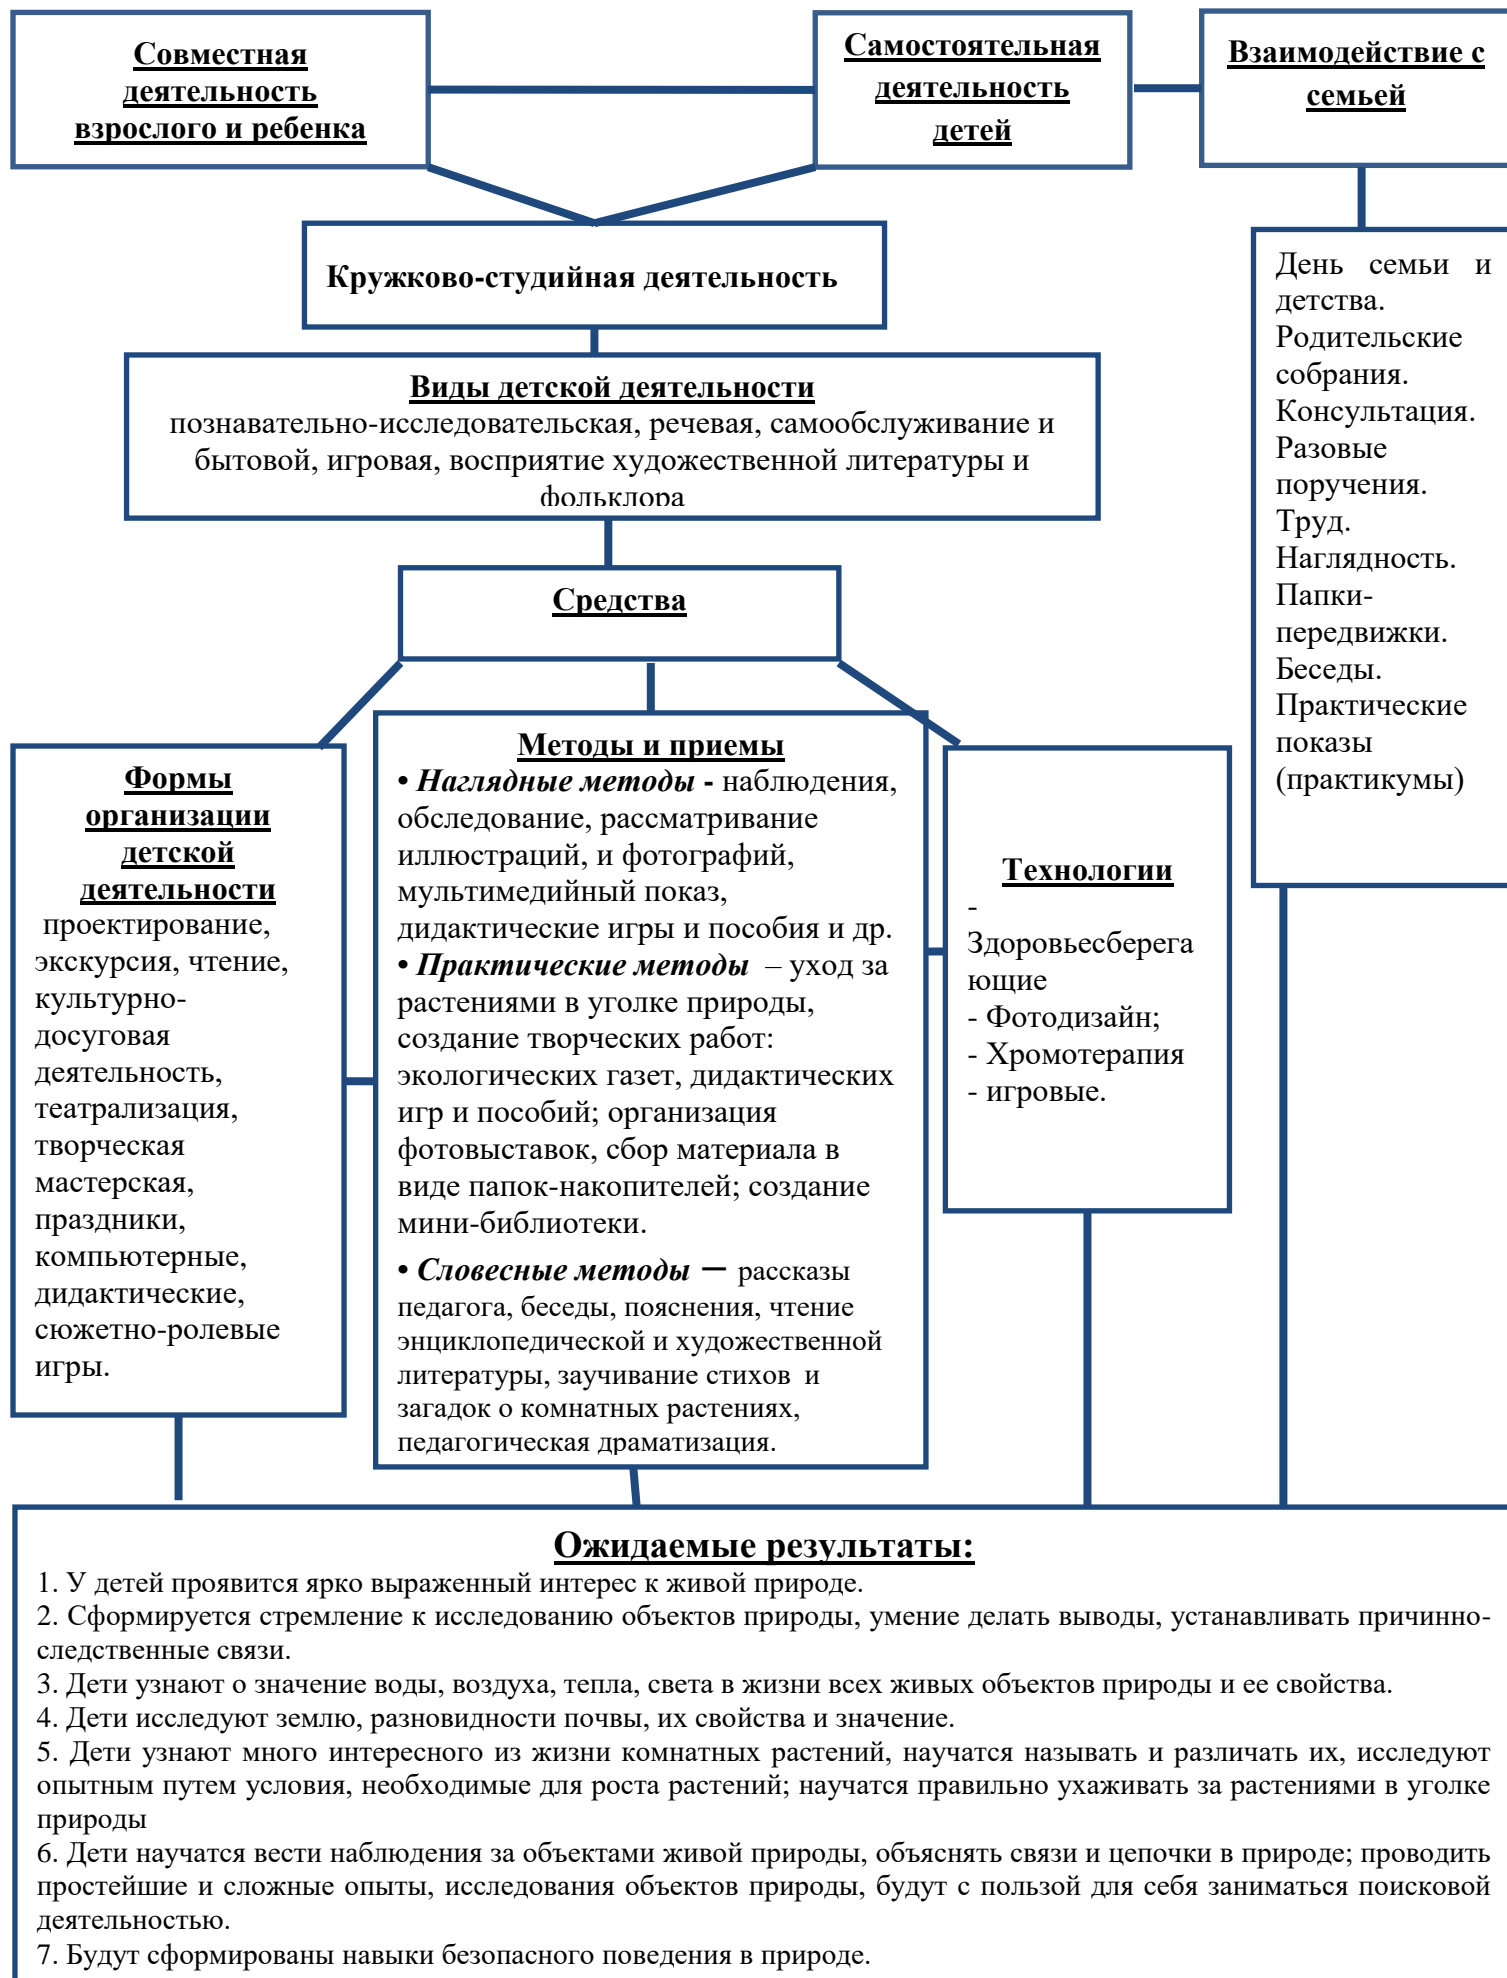 Совместная
деятельность
взрослого и ребенка
Самостоятельная
деятельность
детей
Взаимодействие с
семьей
Кружково-студийная деятельность
День семьи и
детства.
Родительские
собрания.
Консультация.
Разовые
поручения.
Труд.
Наглядность.
Папки-
передвижки.
Беседы.
Практические
показы
(практикумы)
Виды детской деятельности
познавательно-исследовательская, речевая, самообслуживание и
бытовой, игровая, восприятие художественной литературы и
фольклора
Средства
Формы
организации
детской
деятельности
проектирование,
экскурсия, чтение,
культурно-
досуговая
деятельность,
театрализация,
творческая
мастерская,
праздники,
компьютерные,
дидактические,
сюжетно-ролевые
игры.
Методы и приемы
• Наглядные методы - наблюдения,
обследование, рассматривание
иллюстраций, и фотографий,
мультимедийный показ,
дидактические игры и пособия и др.
• Практические методы – уход за
растениями в уголке природы,
создание творческих работ:
экологических газет, дидактических
игр и пособий; организация
фотовыставок, сбор материала в
виде папок-накопителей; создание
мини-библиотеки.
• Словесные методы – рассказы
педагога, беседы, пояснения, чтение
энциклопедической и художественной
литературы, заучивание стихов и
загадок о комнатных растениях,
педагогическая драматизация.
Технологии
-
Здоровьесберега
ющие
- Фотодизайн;
- Хромотерапия
- игровые.
Ожидаемые результаты:
1. У детей проявится ярко выраженный интерес к живой природе.
2. Сформируется стремление к исследованию объектов природы, умение делать выводы, устанавливать причинно-
следственные связи.
3. Дети узнают о значение воды, воздуха, тепла, света в жизни всех живых объектов природы и ее свойства.
4. Дети исследуют землю, разновидности почвы, их свойства и значение.
5. Дети узнают много интересного из жизни комнатных растений, научатся называть и различать их, исследуют
опытным путем условия, необходимые для роста растений; научатся правильно ухаживать за растениями в уголке
природы
6. Дети научатся вести наблюдения за объектами живой природы, объяснять связи и цепочки в природе; проводить
простейшие и сложные опыты, исследования объектов природы, будут с пользой для себя заниматься поисковой
деятельностью.
7. Будут сформированы навыки безопасного поведения в природе.